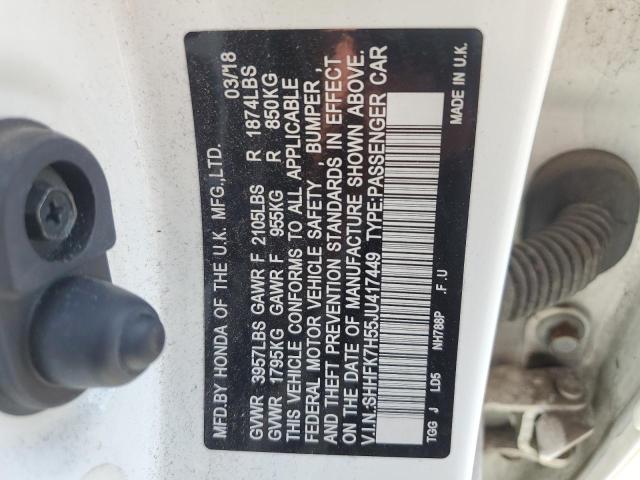 MFD.BY HONDA OF THE U.K. MFG.,LTD. 03/18
GVWR 3957LBS GAWR F 2105LBS R 1874LBS
GVWR 1795KG GAWR F 955KG R 850KG
THIS VEHICLE CONFORMS TO ALL APPLICABLE
FEDERAL MOTOR VEHICLE SAFETY BUMPER ,
AND THEFT PREVENTION STANDARDS IN EFFECT
ON THE DATE OF MANUFACTURE SHOWN ABOVE.
V.I.N.:SHHFK7H55JU417449 TYPE:PASSENGER CAR
TGG J LD5 NH788P .F .U MADE IN U.K.